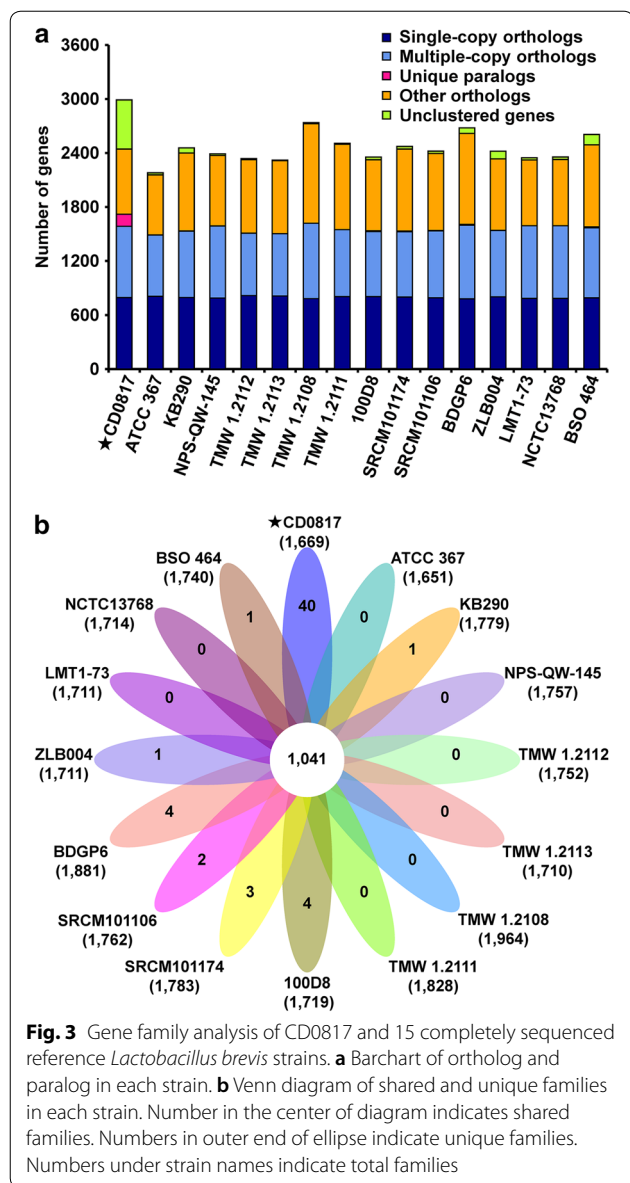 a
3600
3000
2400
1800
1200
600
0
Number of genes
Single-copy orthologs
Multiple-copy orthologs
Unique paralogs
Other orthologs
Unclustered genes
★CD0817
ATCC 367
KB290
NPS-QW-145
TMW 1.2112
TMW 1.2113
TMW 1.2108
TMW 1.2111
100D8
SRCM101174
SRCM101106
BDGP6
ZLB004
LMT1-73
NCTC13768
BSO 464
b
★CD0817
(1,669)
40
ATCC 367
(1,651)
0
KB290
(1,779)
1
NPS-QW-145
(1,757)
0
TMW 1.2112
(1,752)
0
TMW 1.2113
(1,710)
0
TMW 1.2108
(1,964)
0
TMW 1.2111
(1,828)
0
100D8
(1,719)
4
SRCM101174
(1,783)
3
SRCM101106
(1,762)
2
BDGP6
(1,881)
4
ZLB004
(1,711)
1
LMT1-73
(1,711)
0
NCTC13768
(1,714)
0
BSO 464
(1,740)
1
1,041
Fig. 3 Gene family analysis of CD0817 and 15 completely sequenced
reference Lactobacillus brevis strains. a Barchart of ortholog and
paralog in each strain. b Venn diagram of shared and unique families
in each strain. Number in the center of diagram indicates shared
families. Numbers in outer end of ellipse indicate unique families.
Numbers under strain names indicate total families